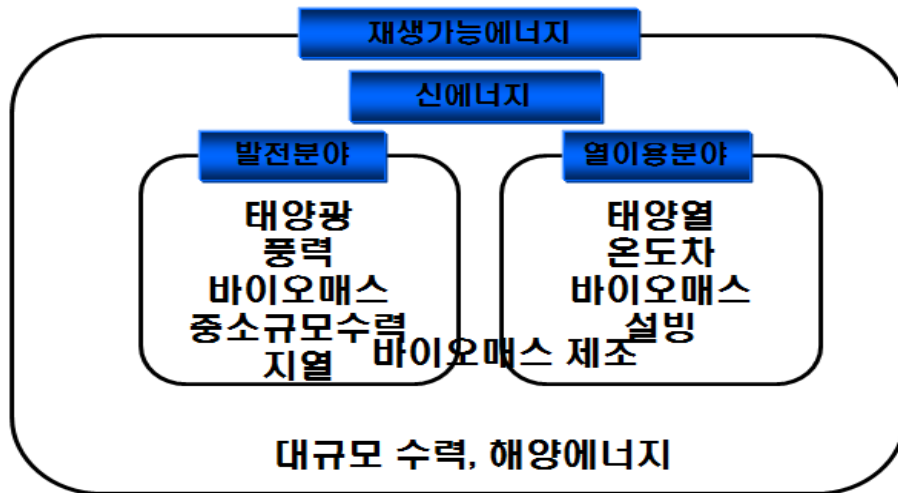 재생가능에너지
신에너지
발전분야
태양광
풍력
바이오매스
중소규모수력
지열
열이용분야
태양열
온도차
바이오매스
설빙
바이오매스 제조
대규모 수력, 해양에너지